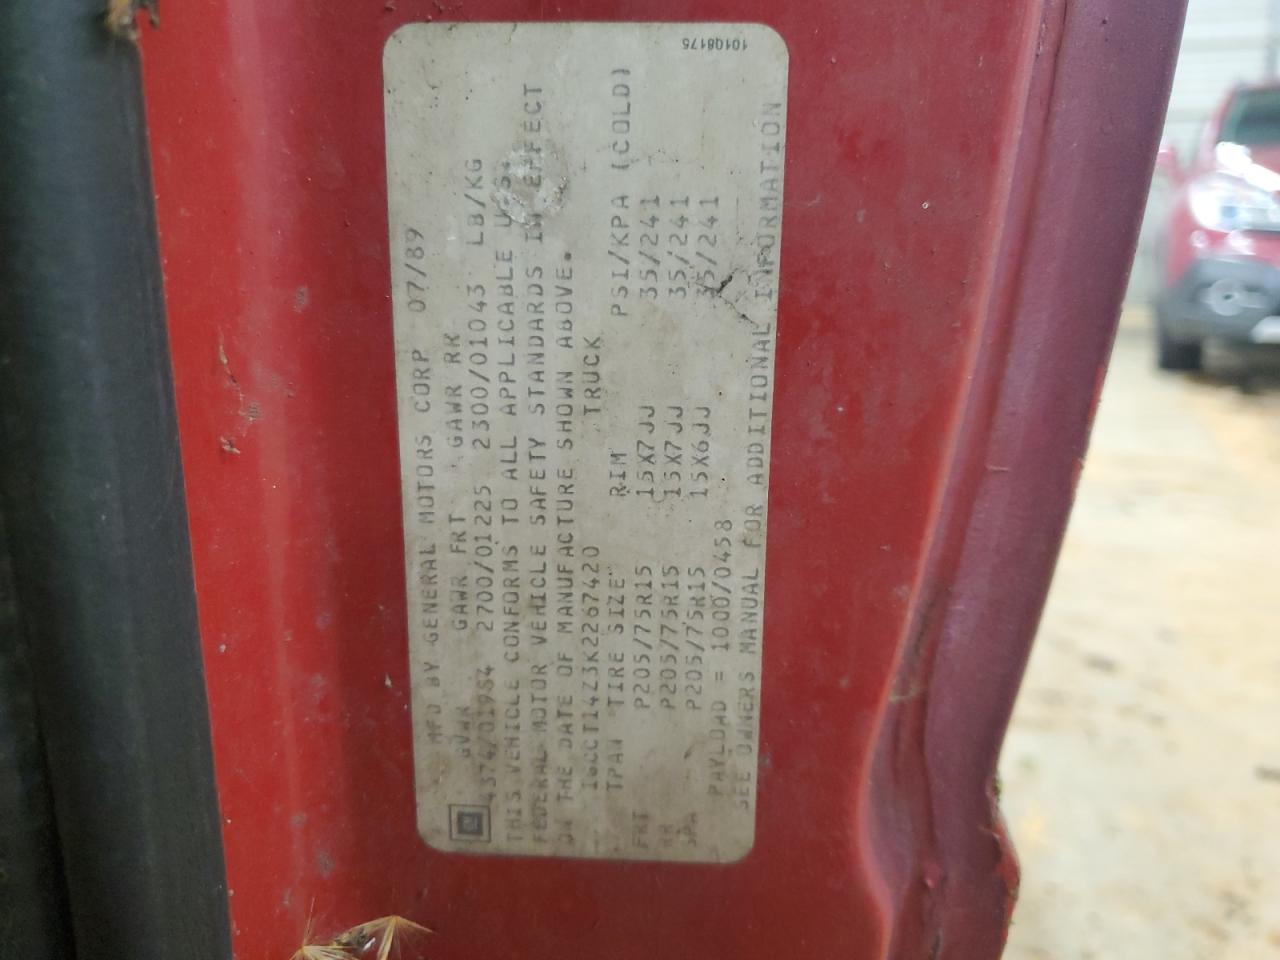 MFD BY GENERAL MOTORS CORP 07/89
GVWR GAWR FRT GAWR RR
4374/01984 2700/01225 2300/01043 LB/KG
THIS VEHICLE CONFORMS TO ALL APPLICABLE U.S.
FEDERAL MOTOR VEHICLE SAFETY STANDARDS IN EFFECT
ON THE DATE OF MANUFACTURE SHOWN ABOVE.
1GCCT14Z3K2267420 TRUCK
TPAW TIRE SIZE RIM PSI/KPA (COLD)
FRT P205/75R15 15X7JJ 35/241
RR P205/75R15 15X7JJ 35/241
SPA P205/75R15 15X6JJ 35/241
PAYLOAD = 1000/0458
SEE OWNERS MANUAL FOR ADDITIONAL INFORMATION
101Q8175